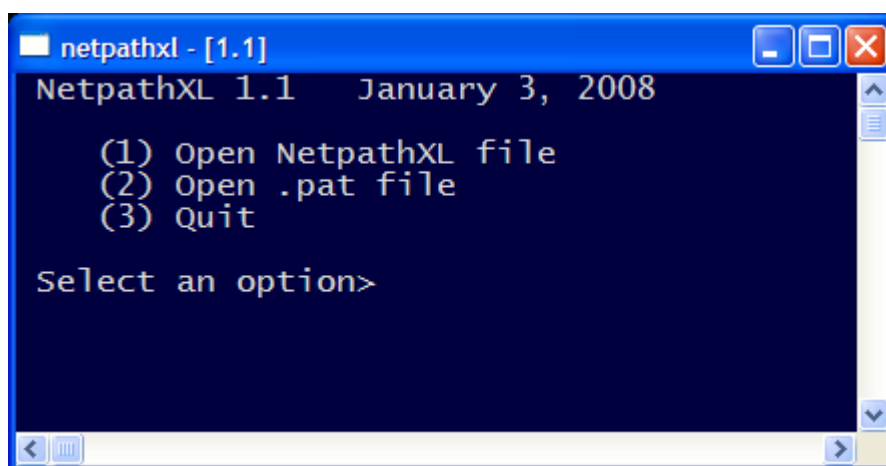 netpathxl - [1.1]
NetpathXL 1.1   January 3, 2008
(1) Open NetpathXL file
(2) Open .pat file
(3) Quit
Select an option>